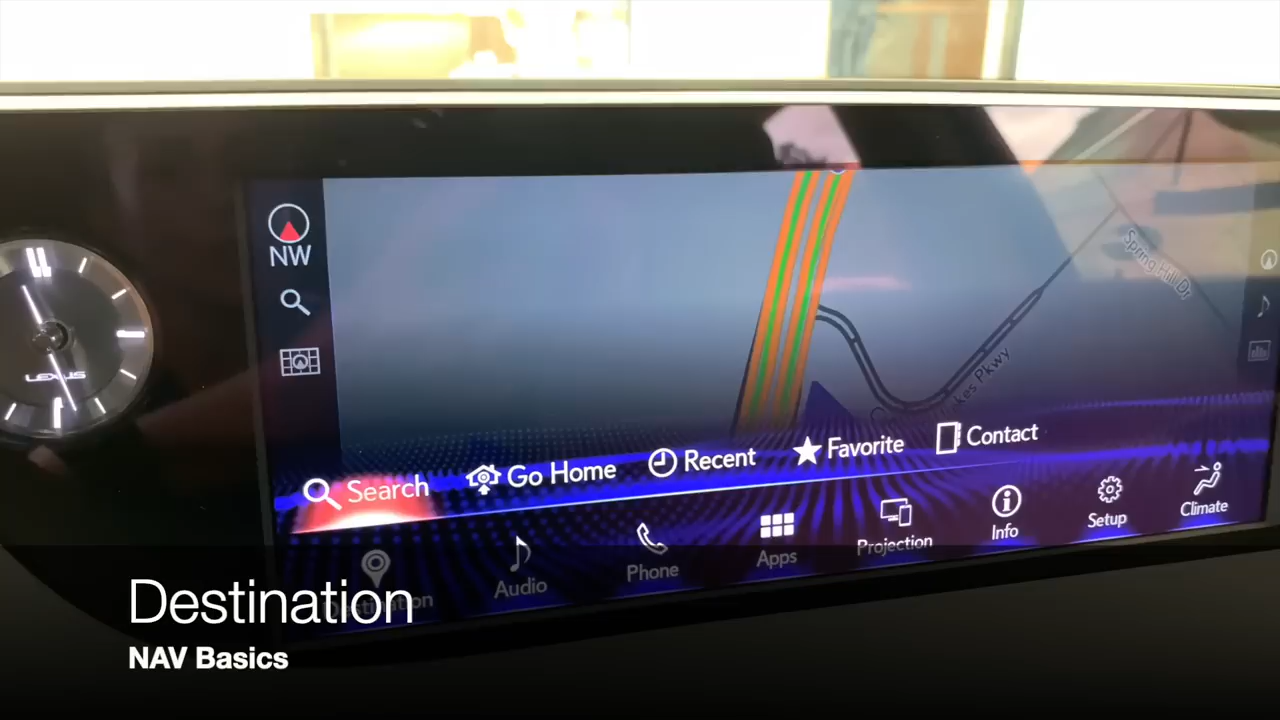 NW
Spring Hill Dr
kes Pkwy
LEXUS
Search
Go Home
Recent
Favorite
Contact
Destination
Audio
Phone
Apps
Projection
Info
Setup
Climate
Destination
NAV Basics